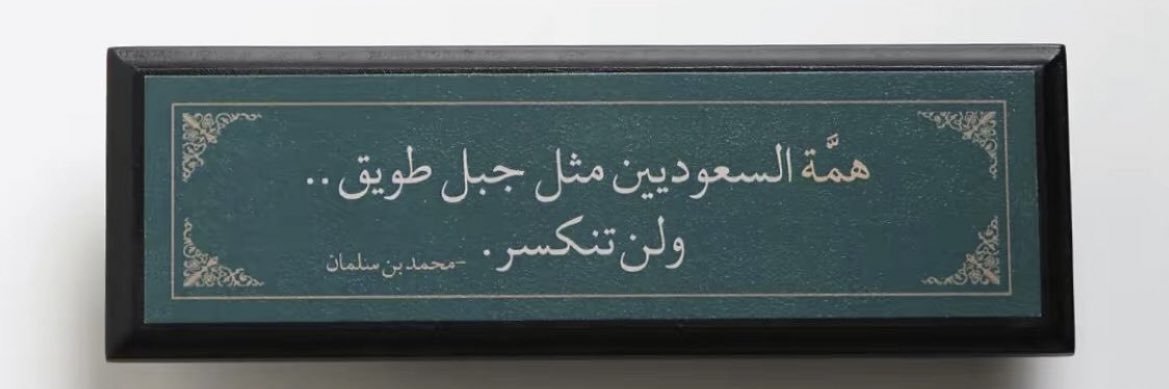 همَّة السعوديين مثل جبل طويق ..
ولن تنكسر .
-محمد بن سلمان